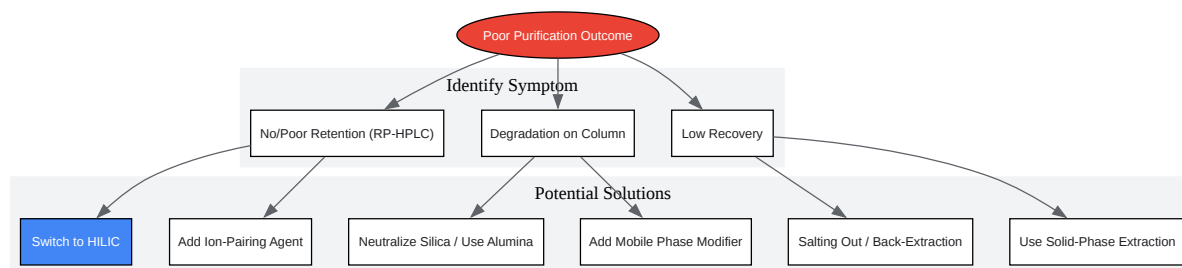 Poor Purification Outcome
Identify Symptom
No/Poor Retention (RP-HPLC)
Degradation on Column
Low Recovery
Potential Solutions
Switch to HILIC
Add Ion-Pairing Agent
Neutralize Silica / Use Alumina
Add Mobile Phase Modifier
Salting Out / Back-Extraction
Use Solid-Phase Extraction